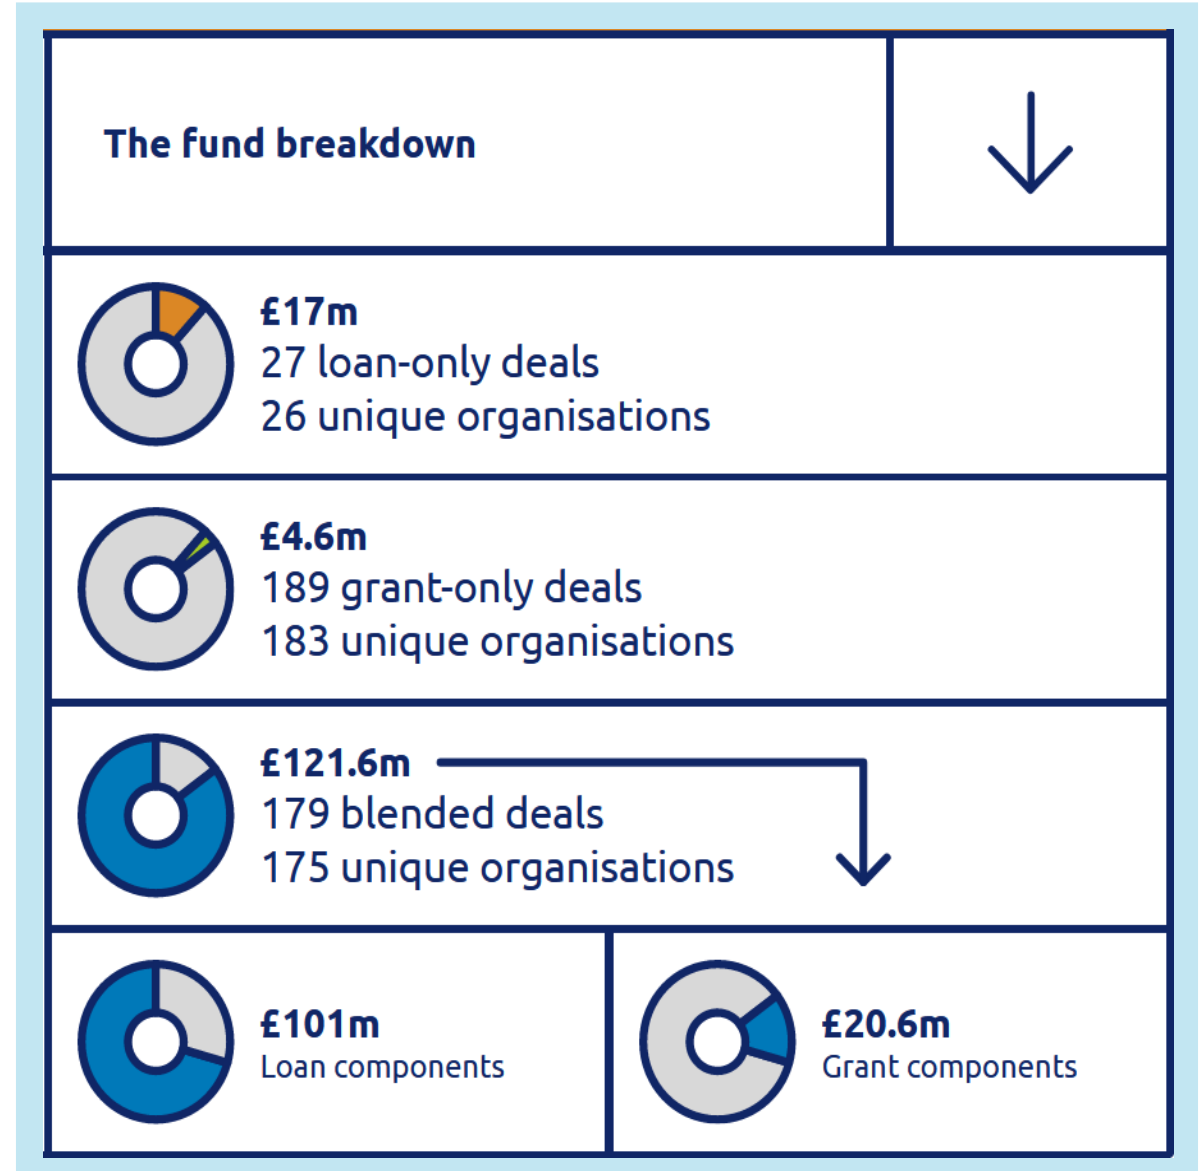 The fund breakdown
£17m
27 loan-only deals
26 unique organisations
£4.6m
189 grant-only deals
183 unique organisations
£121.6m
179 blended deals
175 unique organisations
£101m
Loan components
£20.6m
Grant components